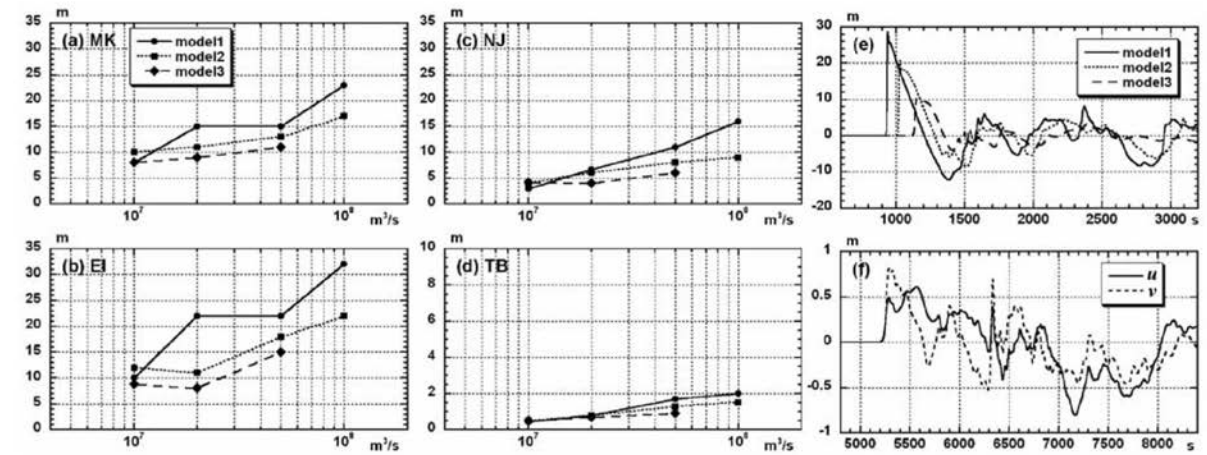 m
35
30
25
20
15
10
5
0
(a) MK
model1
model2
model3
10⁷
10⁸
m³/s
m
35
30
25
20
15
10
5
0
(c) NJ
10⁷
10⁸
m³/s
m
30
20
10
0
-10
-20
(e)
model1
model2
model3
1000
1500
2000
2500
3000
s
m
35
30
25
20
15
10
5
0
(b) EI
10⁷
10⁸
m³/s
m
10
8
6
4
2
0
(d) TB
10⁷
10⁸
m³/s
m
1
0.5
0
-0.5
-1
(f)
u
v
5000
5500
6000
6500
7000
7500
8000
s